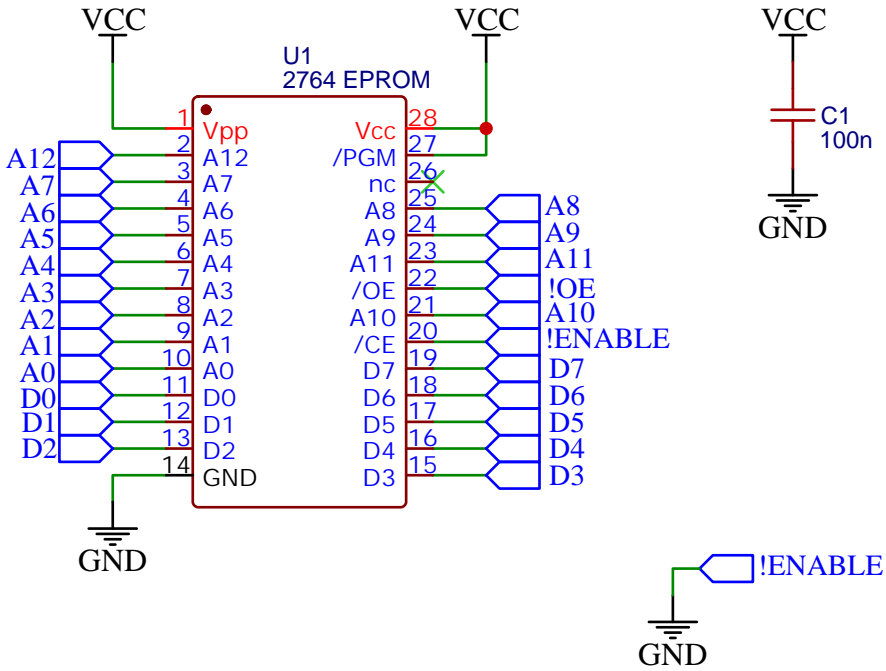 VCC
VCC
VCC
U1
2764 EPROM
C1
100n
GND
1 Vpp
A12 2 A12
A7 3 A7
A6 4 A6
A5 5 A5
A4 6 A4
A3 7 A3
A2 8 A2
A1 9 A1
A0 10 A0
D0 11 D0
D1 12 D1
D2 13 D2
14 GND
Vcc 28
/PGM 27
nc 26
A8 25 A8
A9 24 A9
A11 23 A11
/OE 22 !OE
A10 21 A10
/CE 20 !ENABLE
D7 19 D7
D6 18 D6
D5 17 D5
D4 16 D4
D3 15 D3
GND
!ENABLE
GND